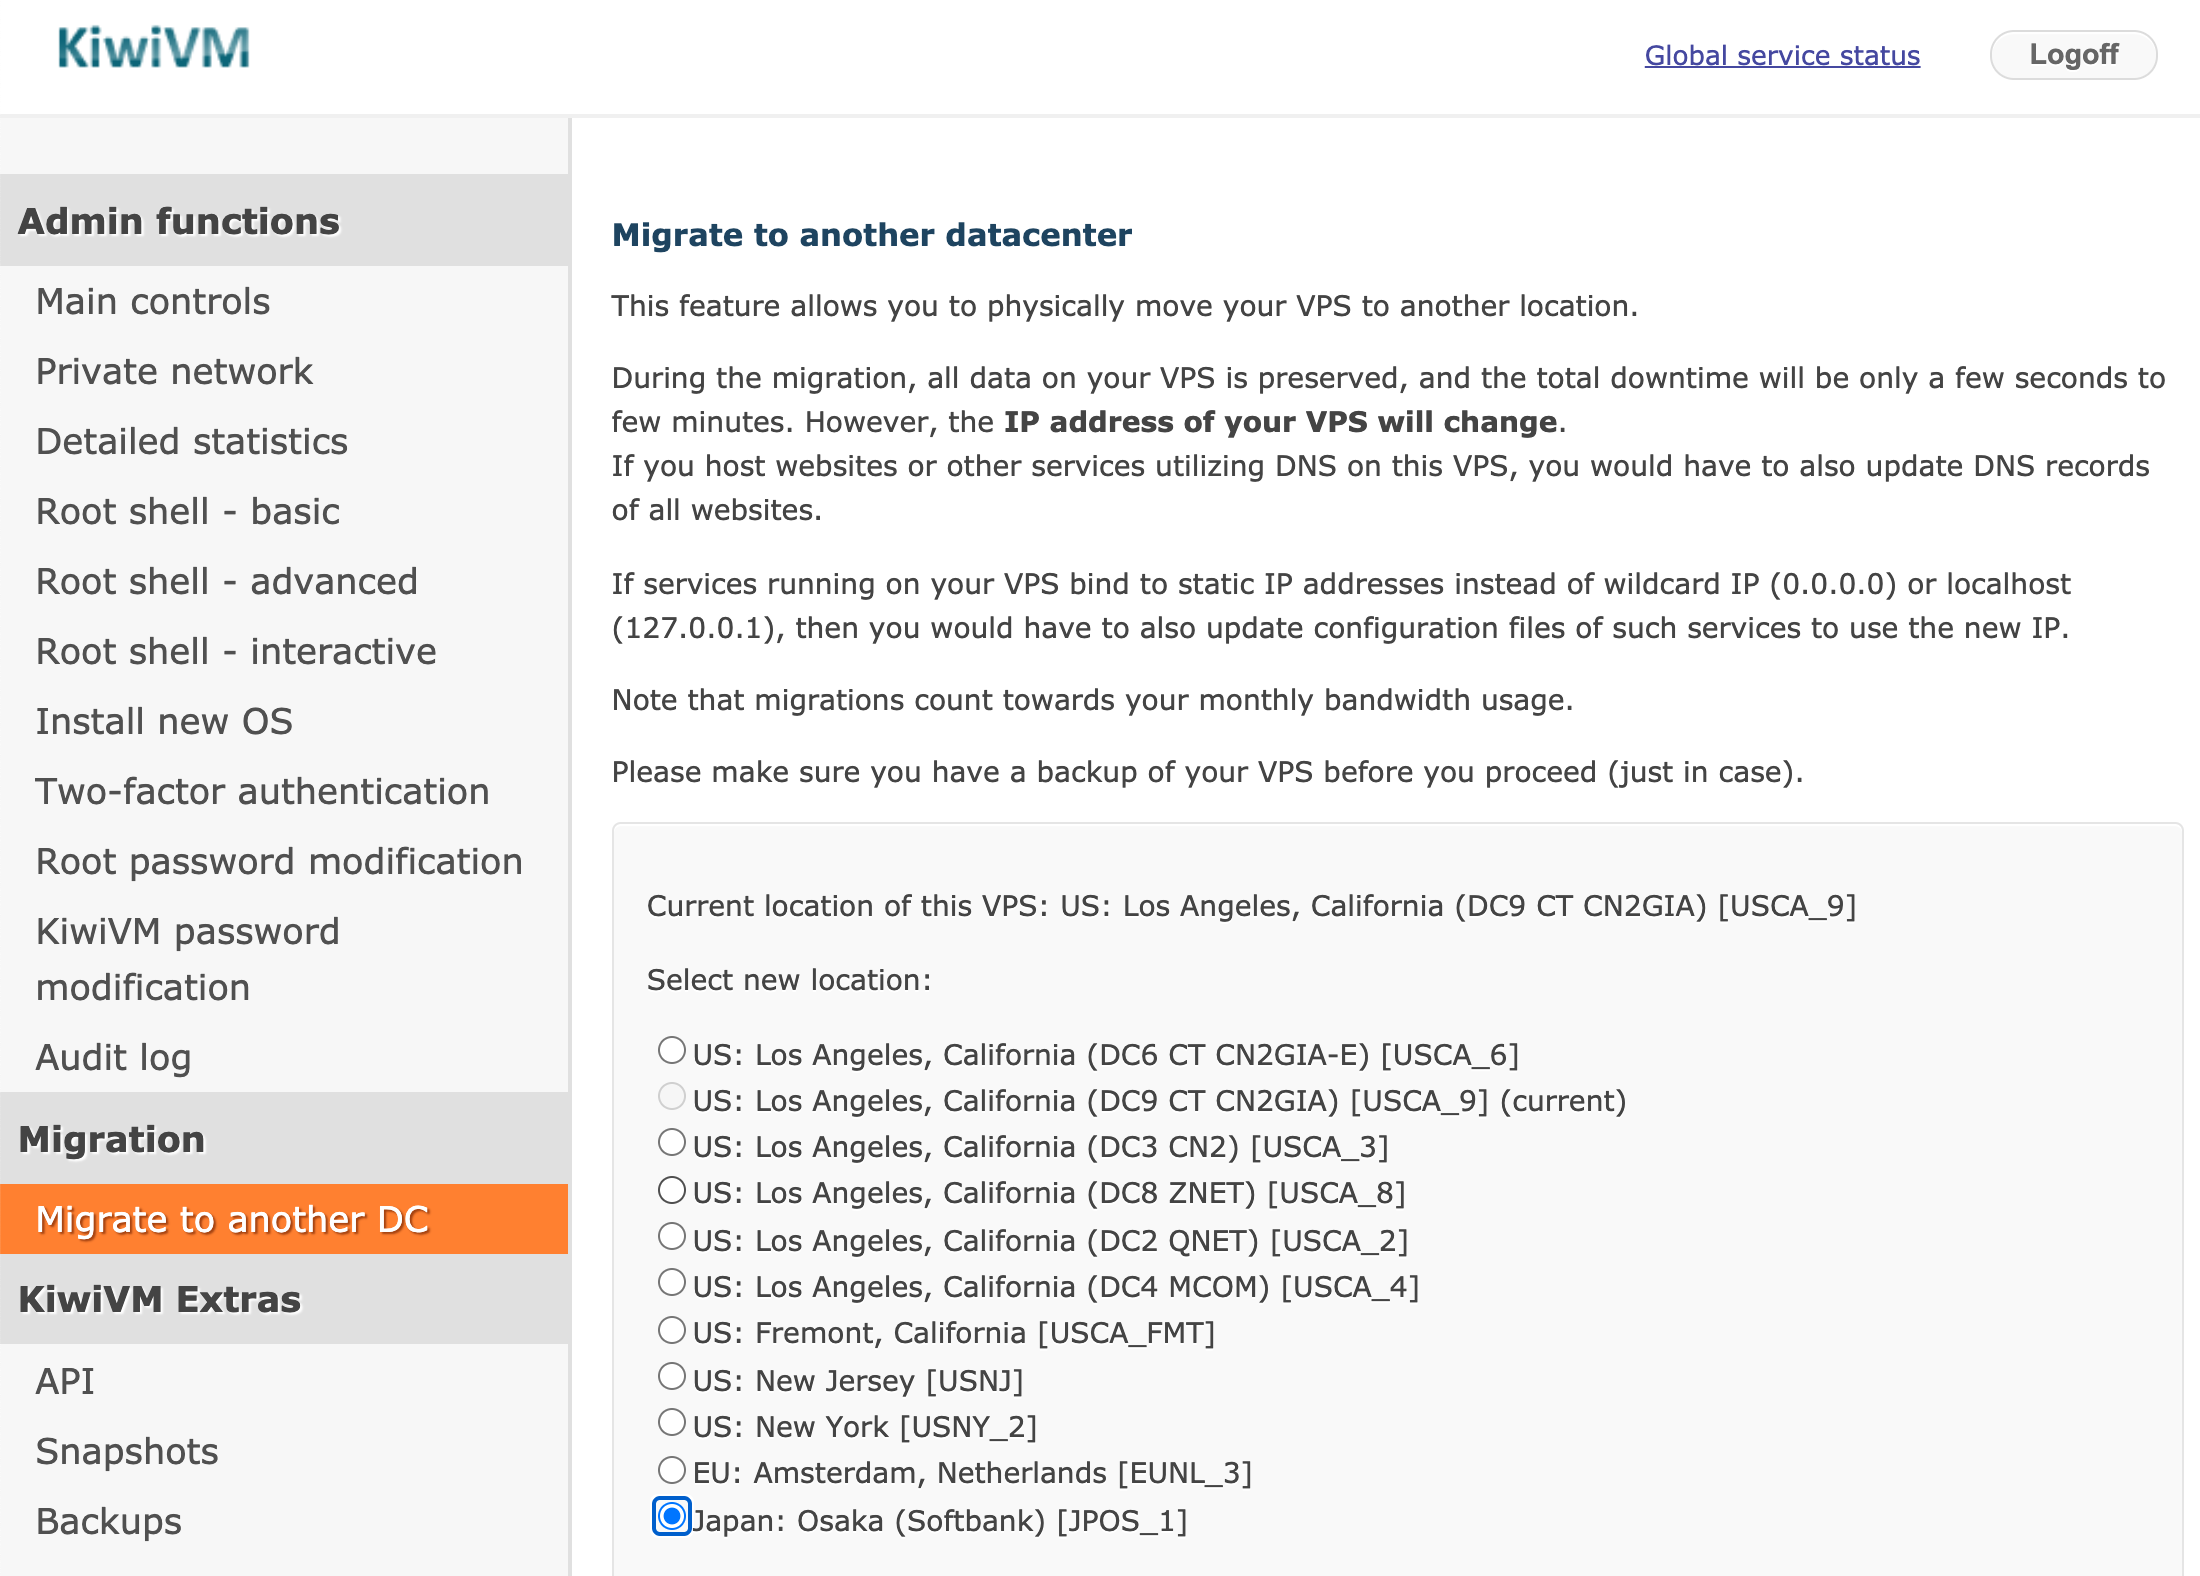 KiwiVM
Global service status
Logoff
Admin functions
Main controls
Private network
Detailed statistics
Root shell - basic
Root shell - advanced
Root shell - interactive
Install new OS
Two-factor authentication
Root password modification
KiwiVM password
modification
Audit log
Migration
Migrate to another DC
KiwiVM Extras
API
Snapshots
Backups
Migrate to another datacenter
This feature allows you to physically move your VPS to another location.
During the migration, all data on your VPS is preserved, and the total downtime will be only a few seconds to
few minutes. However, the IP address of your VPS will change.
If you host websites or other services utilizing DNS on this VPS, you would have to also update DNS records
of all websites.
If services running on your VPS bind to static IP addresses instead of wildcard IP (0.0.0.0) or localhost
(127.0.0.1), then you would have to also update configuration files of such services to use the new IP.
Note that migrations count towards your monthly bandwidth usage.
Please make sure you have a backup of your VPS before you proceed (just in case).
Current location of this VPS: US: Los Angeles, California (DC9 CT CN2GIA) [USCA_9]
Select new location:
US: Los Angeles, California (DC6 CT CN2GIA-E) [USCA_6]
US: Los Angeles, California (DC9 CT CN2GIA) [USCA_9] (current)
US: Los Angeles, California (DC3 CN2) [USCA_3]
US: Los Angeles, California (DC8 ZNET) [USCA_8]
US: Los Angeles, California (DC2 QNET) [USCA_2]
US: Los Angeles, California (DC4 MCOM) [USCA_4]
US: Fremont, California [USCA_FMT]
US: New Jersey [USNJ]
US: New York [USNY_2]
EU: Amsterdam, Netherlands [EUNL_3]
Japan: Osaka (Softbank) [JPOS_1]